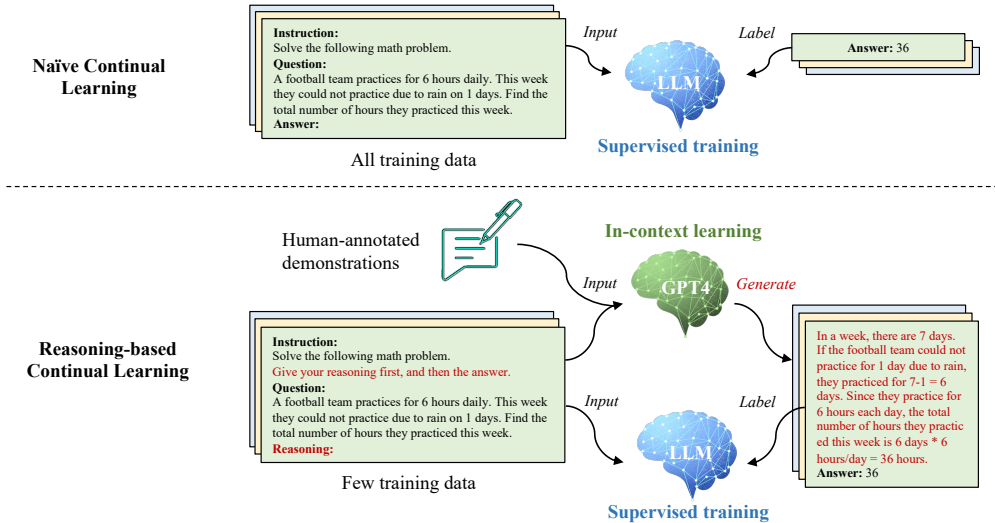 Naïve Continual
Learning
Instruction:
Solve the following math problem.
Question:
A football team practices for 6 hours daily. This week
they could not practice due to rain on 1 days. Find the
total number of hours they practiced this week.
Answer:
All training data
Input
LLM
Supervised training
Label
Answer: 36
Reasoning-based
Continual Learning
Human-annotated
demonstrations
In-context learning
Input
GPT4
Generate
Instruction:
Solve the following math problem.
Give your reasoning first, and then the answer.
Question:
A football team practices for 6 hours daily. This week
they could not practice due to rain on 1 days. Find the
total number of hours they practiced this week.
Reasoning:
Few training data
Input
LLM
Supervised training
Label
In a week, there are 7 days.
If the football team could not
practice for 1 day due to rain,
they practiced for 7-1 = 6
days. Since they practice for
6 hours each day, the total
number of hours they practic
ed this week is 6 days * 6
hours/day = 36 hours.
Answer: 36